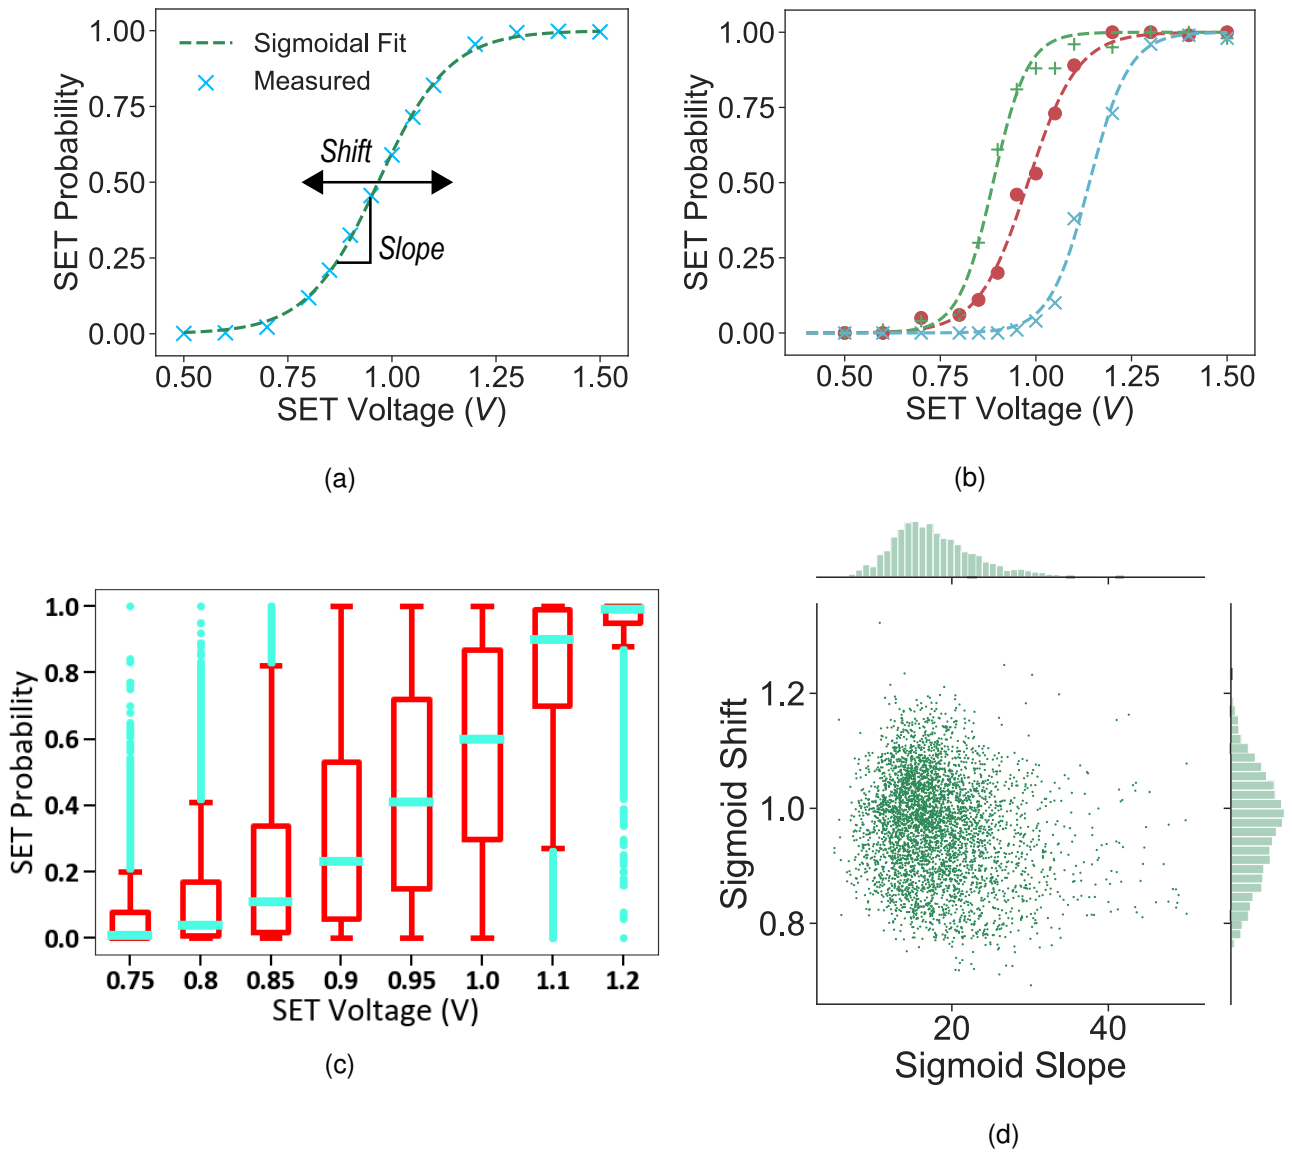 1.00
0.75
0.50
0.25
0.00
SET Probability
Sigmoidal Fit
Measured
Shift
Slope
0.50 0.75 1.00 1.25 1.50
SET Voltage (V)
(a)
1.00
0.75
0.50
0.25
0.00
SET Probability
0.50 0.75 1.00 1.25 1.50
SET Voltage (V)
(b)
1.0
0.8
0.6
0.4
0.2
0.0
SET Probability
0.75 0.8 0.85 0.9 0.95 1.0 1.1 1.2
SET Voltage (V)
(c)
20 40
1.2
1.0
0.8
Sigmoid Shift
20 40
Sigmoid Slope
(d)